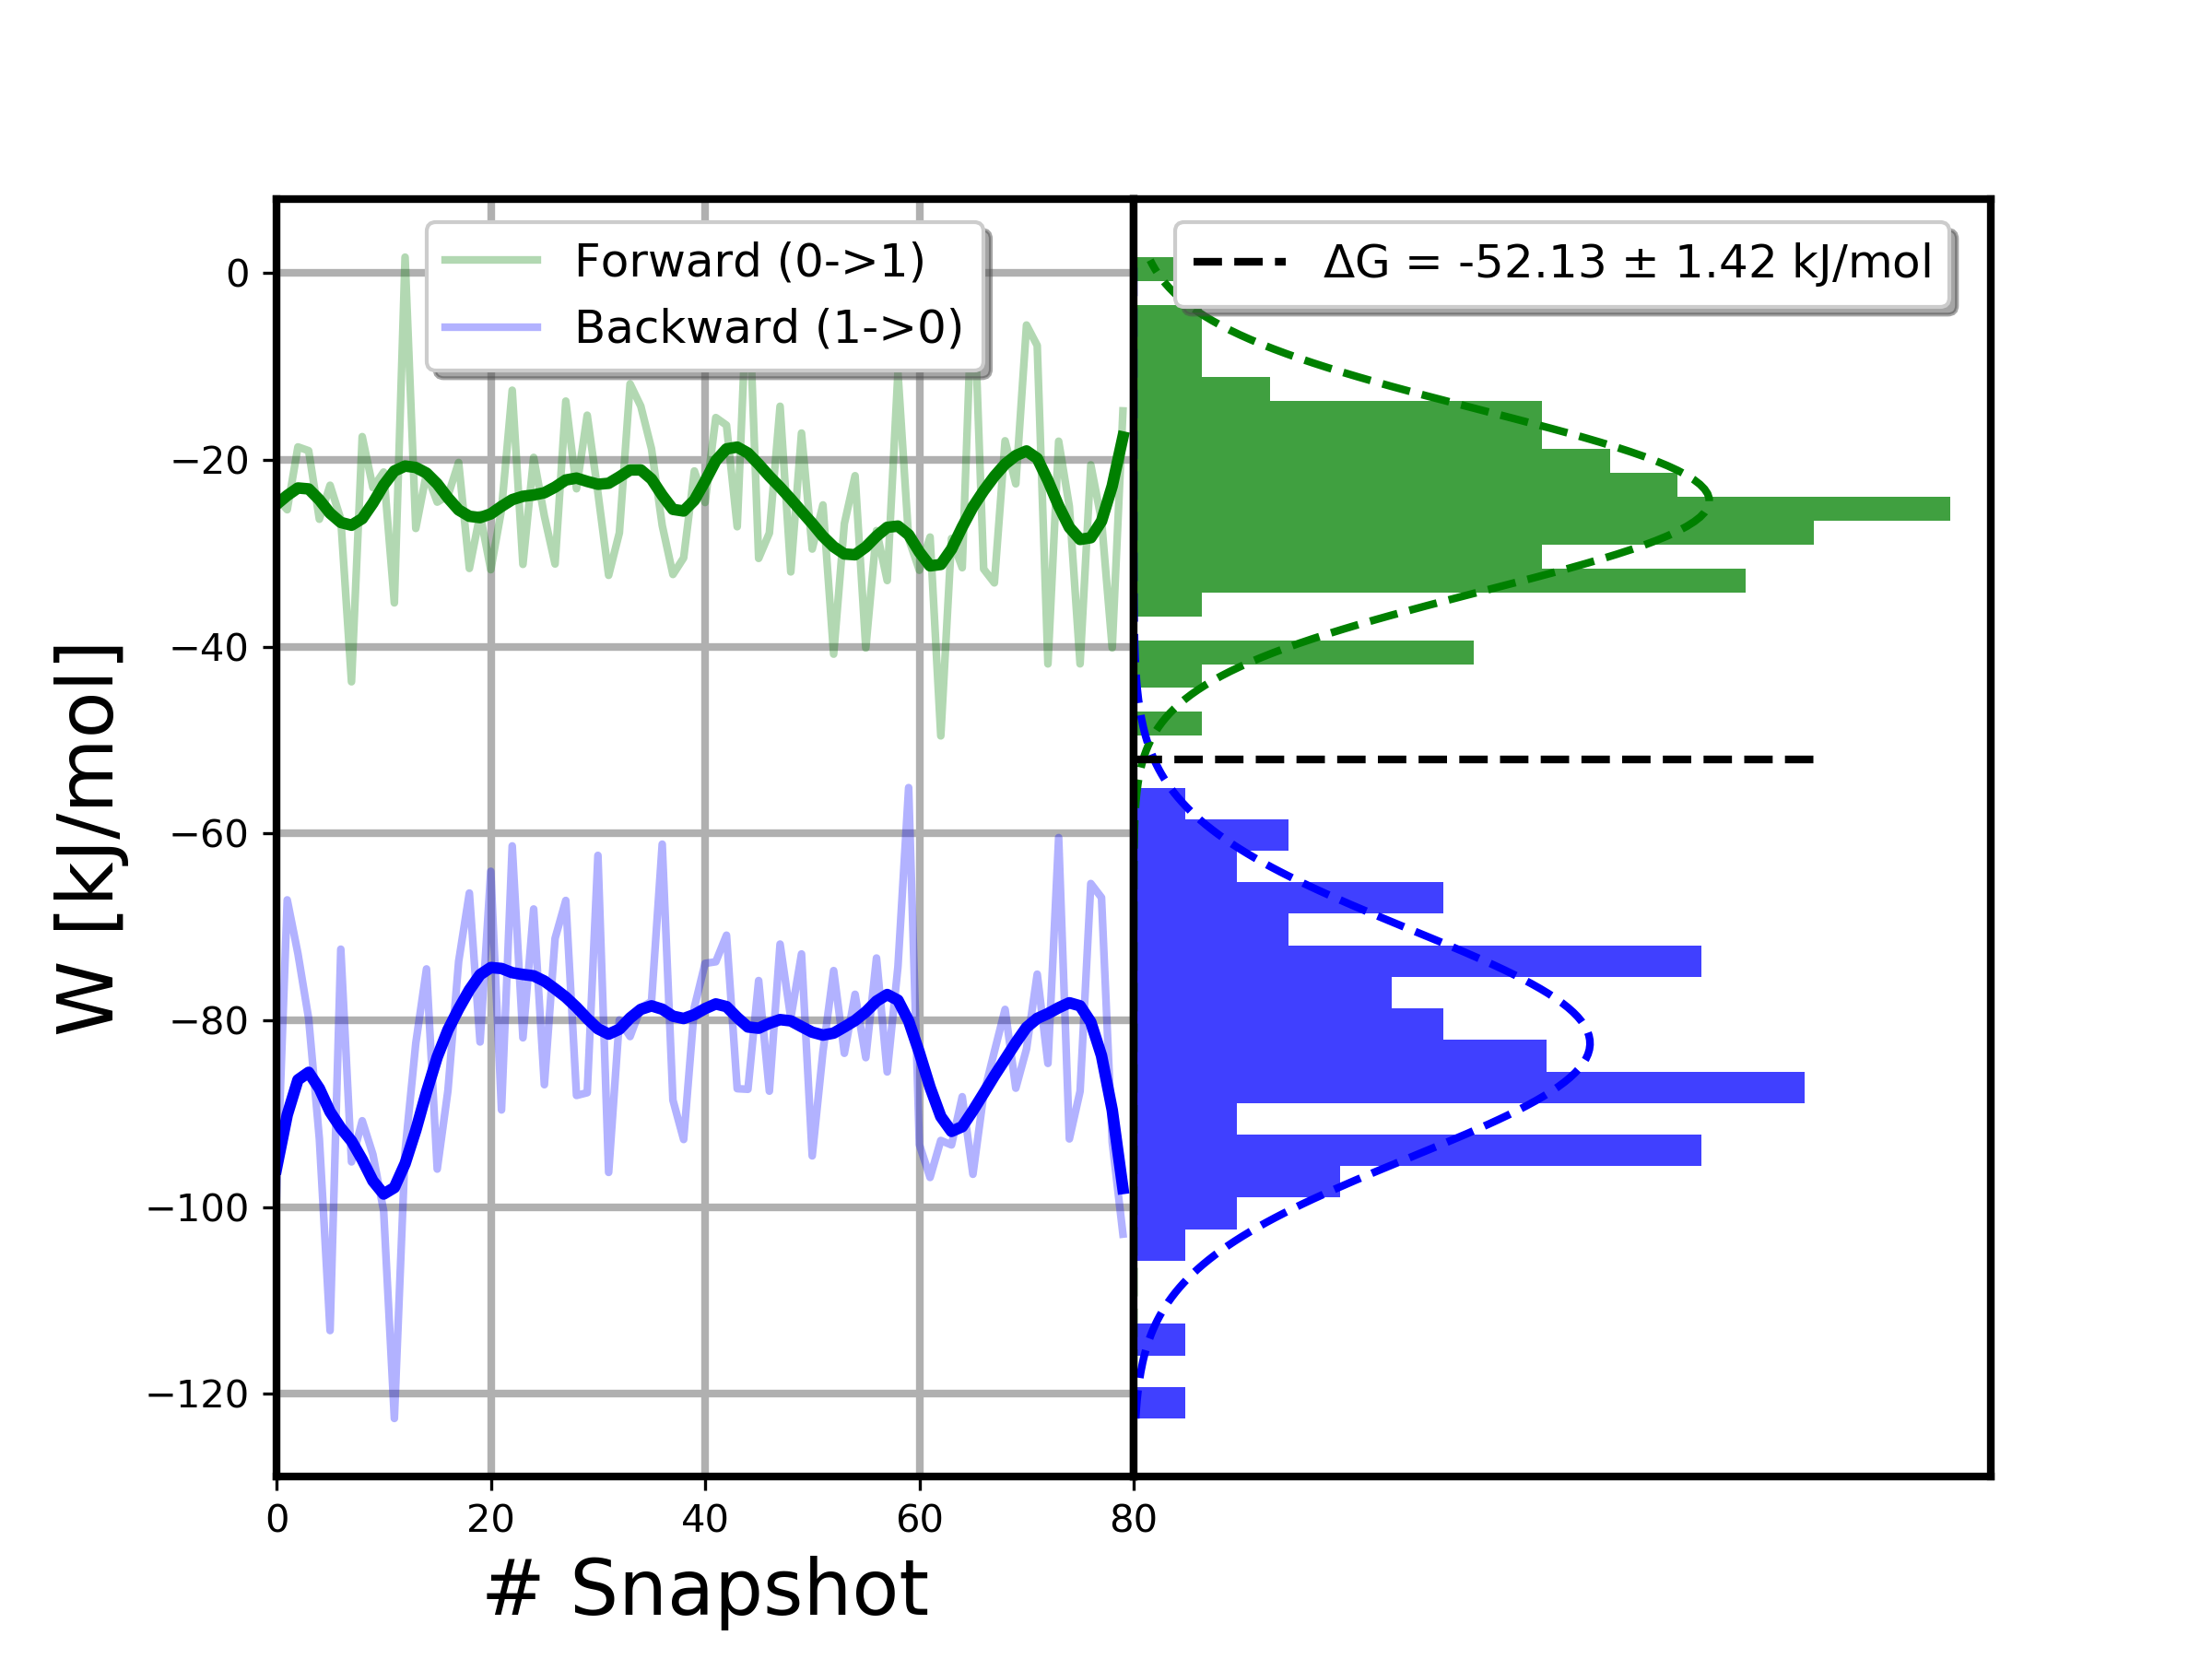 Forward (0->1)
Backward (1->0)
ΔG = -52.13 ± 1.42 kJ/mol
W [kJ/mol]
0
−20
−40
−60
−80
−100
−120
0 20 40 60 80
# Snapshot